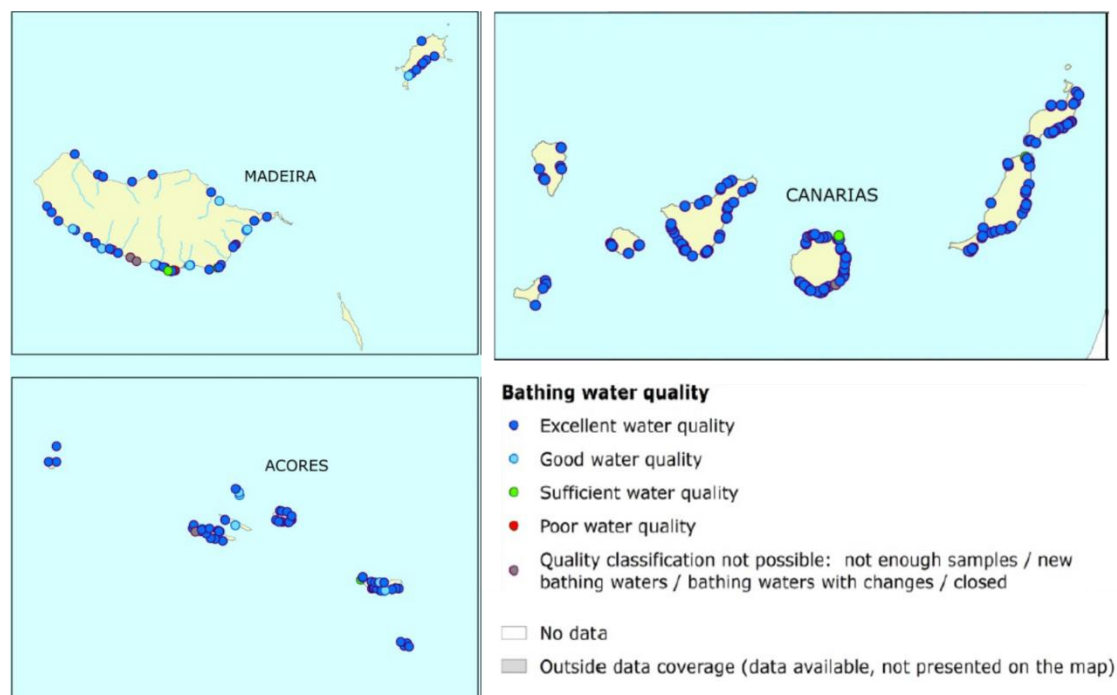 MADEIRA
CANARIAS
ACORES
Bathing water quality
Excellent water quality
Good water quality
Sufficient water quality
Poor water quality
Quality classification not possible: not enough samples / new
bathing waters / bathing waters with changes / closed
No data
Outside data coverage (data available, not presented on the map)